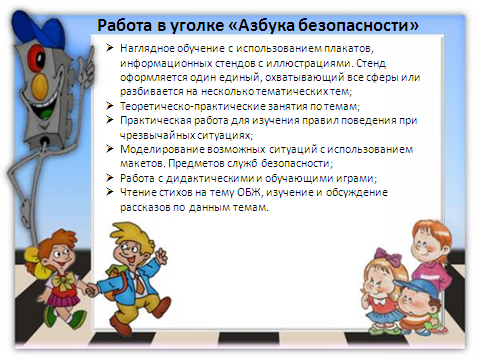 Работа в уголке «Азбука безопасности»
➢ Наглядное обучение с использованием плакатов,
информационных стендов с иллюстрациями. Стенд
оформляется один единый, охватывающий все сферы или
разбивается на несколько тематических тем;
➢ Теоретическо-практические занятия по темам;
➢ Практическая работа для изучения правил поведения при
чрезвычайных ситуациях;
➢ Моделирование возможных ситуаций с использованием
макетов. Предметов служб безопасности;
➢ Работа с дидактическими и обучающими играми;
➢ Чтение стихов на тему ОБЖ, изучение и обсуждение
рассказов по данным темам.